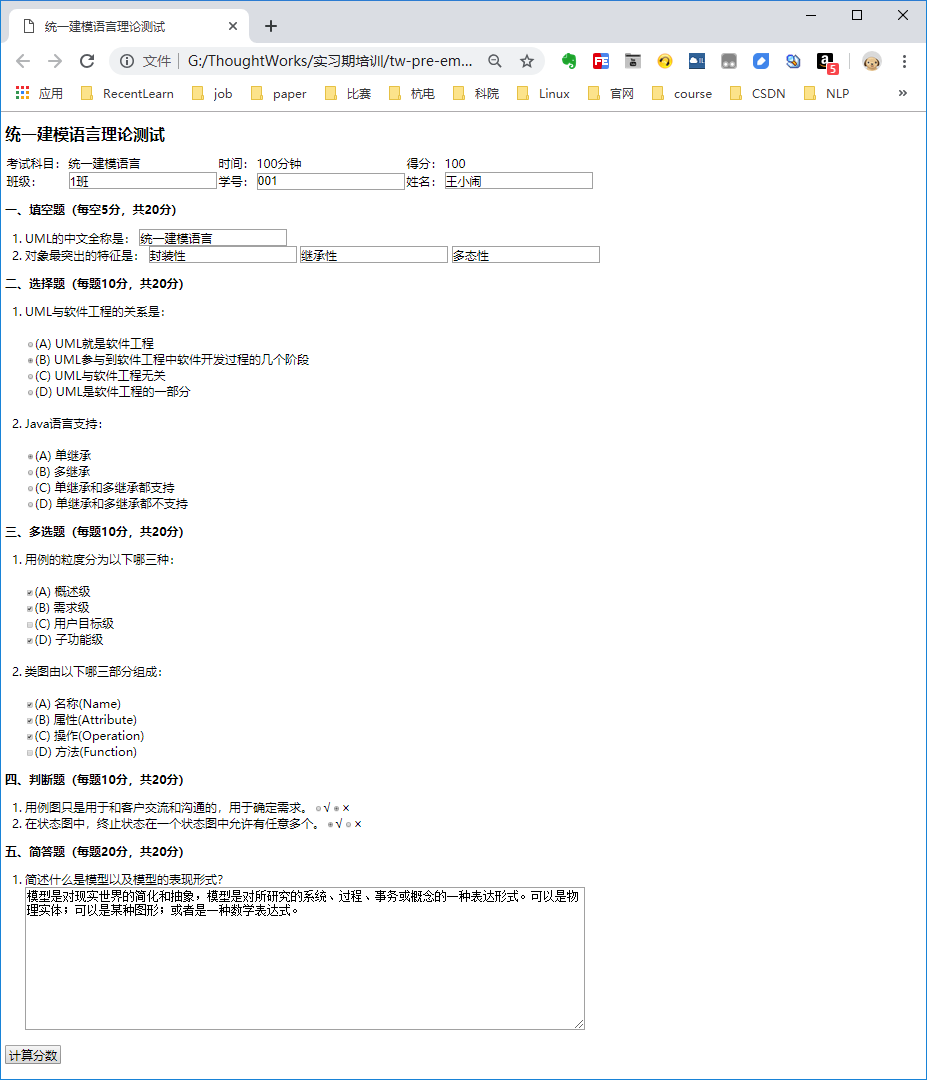 统一建模语言理论测试
文件 G:/ThoughtWorks/实习期培训/tw-pre-em...
FE a 5
应用 RecentLearn job paper 比赛 杭电 科院 Linux 官网 course CSDN NLP »
统一建模语言理论测试
考试科目： 统一建模语言 时间： 100分钟 得分： 100
班级： 1班 学号： 001 姓名： 王小闹
一、填空题（每空5分，共20分）
1. UML的中文全称是： 统一建模语言
2. 对象最突出的特征是： 封装性 继承性 多态性
二、选择题（每题10分，共20分）
1. UML与软件工程的关系是：
(A) UML就是软件工程
(B) UML参与到软件工程中软件开发过程的几个阶段
(C) UML与软件工程无关
(D) UML是软件工程的一部分
2. Java语言支持：
(A) 单继承
(B) 多继承
(C) 单继承和多继承都支持
(D) 单继承和多继承都不支持
三、多选题（每题10分，共20分）
1. 用例的粒度分为以下哪三种：
(A) 概述级
(B) 需求级
(C) 用户目标级
(D) 子功能级
2. 类图由以下哪三部分组成：
(A) 名称(Name)
(B) 属性(Attribute)
(C) 操作(Operation)
(D) 方法(Function)
四、判断题（每题10分，共20分）
1. 用例图只是用于和客户交流和沟通的，用于确定需求。 √ ×
2. 在状态图中，终止状态在一个状态图中允许有任意多个。 √ ×
五、简答题（每题20分，共20分）
1. 简述什么是模型以及模型的表现形式？
模型是对现实世界的简化和抽象，模型是对所研究的系统、过程、事务或概念的一种表达形式。可以是物
理实体；可以是某种图形；或者是一种数学表达式。
计算分数